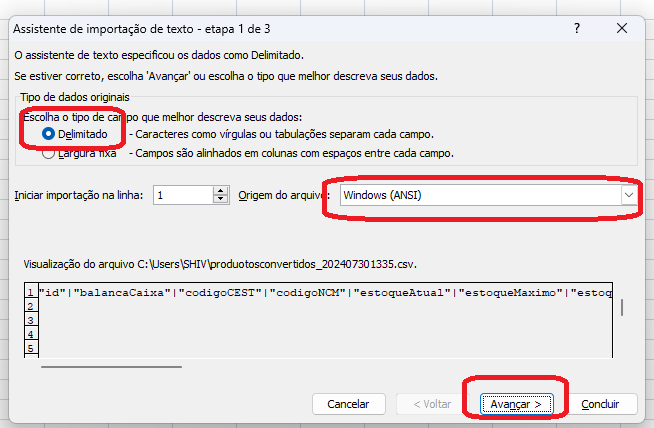 Assistente de importação de texto - etapa 1 de 3 ? ×
O assistente de texto especificou os dados como Delimitado.
Se estiver correto, escolha 'Avançar' ou escolha o tipo que melhor descreva seus dados.
Tipo de dados originais
Escolha o tipo de campo que melhor descreva seus dados:
Delimitado - Caracteres como vírgulas ou tabulações separam cada campo.
Largura fixa - Campos são alinhados em colunas com espaços entre cada campo.
Iniciar importação na linha: 1 Origem do arquivo: Windows (ANSI)
Visualização do arquivo C:\Users\SHIV\produotosconvertidos_202407301335.csv.
1 "id"|"balancaCaixa"|"codigoCEST"|"codigoNCM"|"estoqueAtual"|"estoqueMaximo"|"estoq
2
3
4
5
Cancelar < Voltar Avançar > Concluir